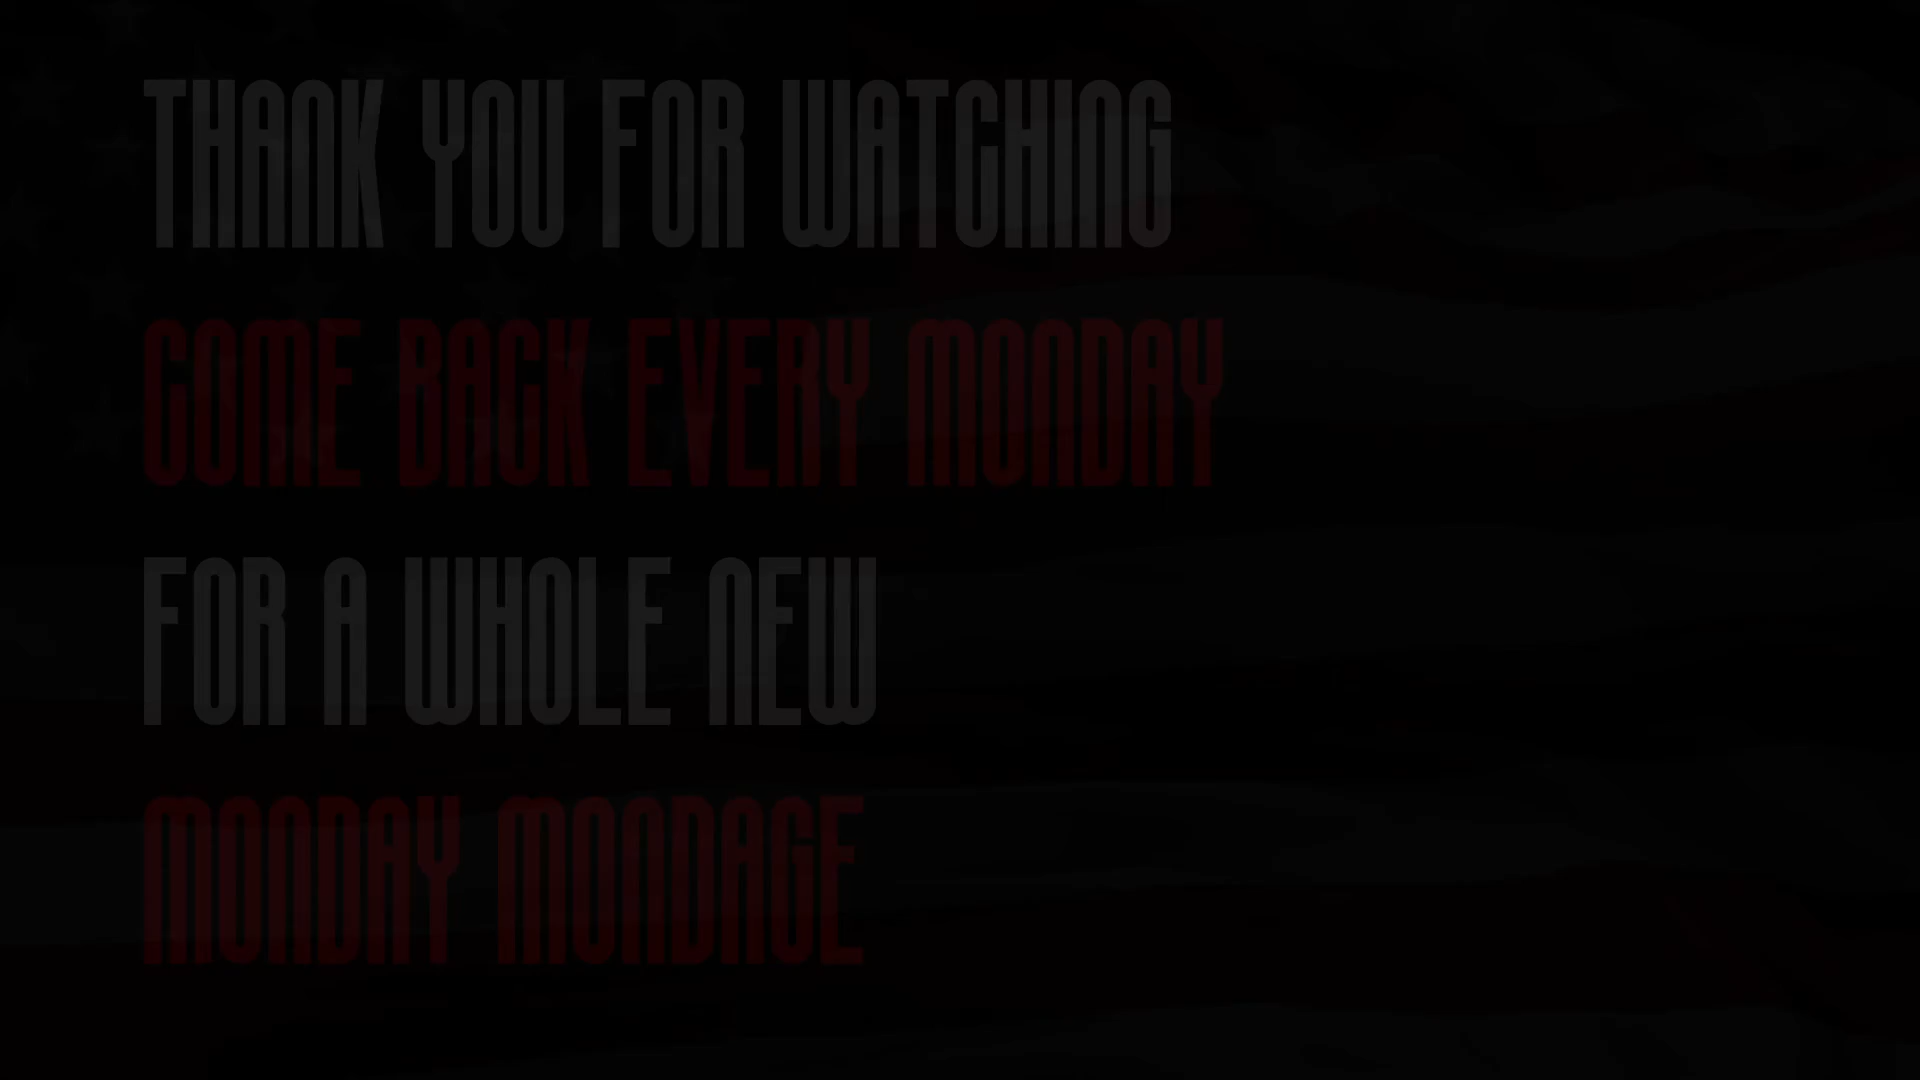 THANK YOU FOR WATCHING
COME BACK EVERY MONDAY
FOR A WHOLE NEW
MONDAY MONDAGE